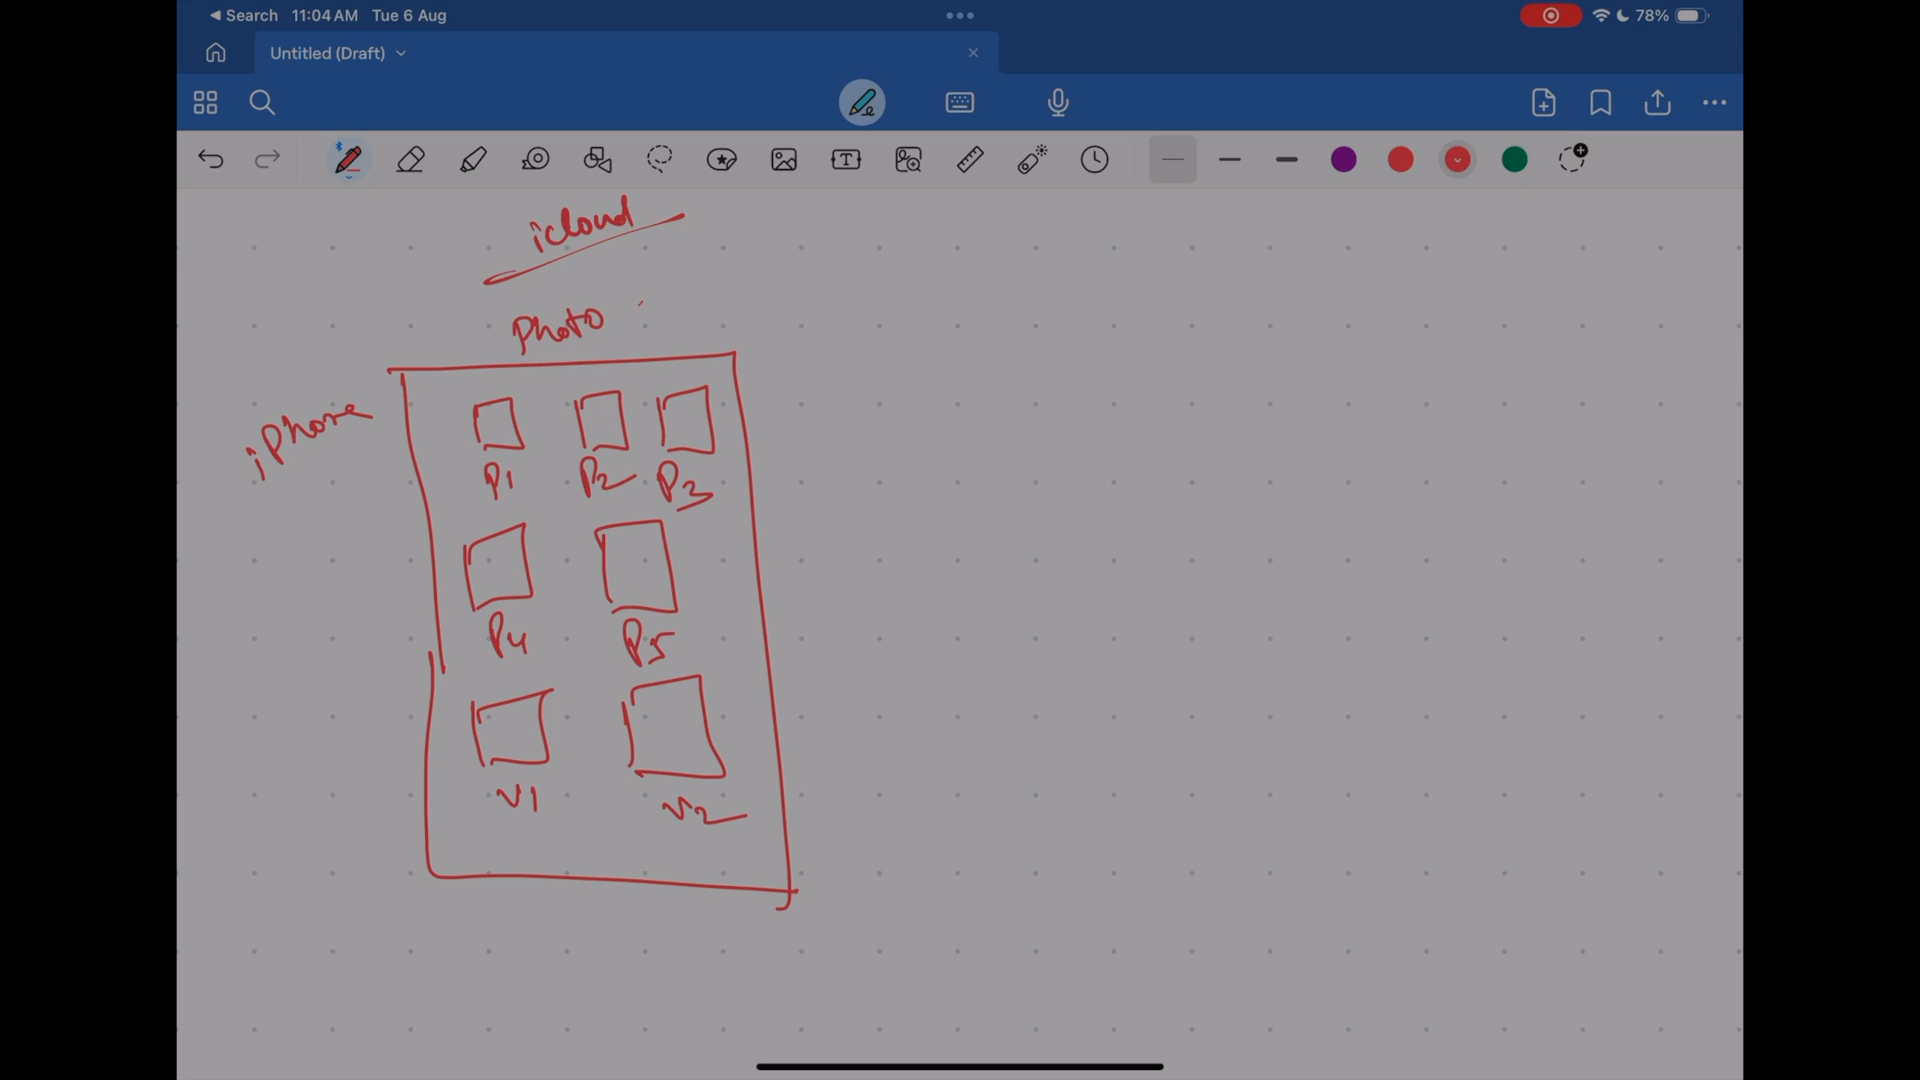 Search 11:04 AM Tue 6 Aug 78%
Untitled (Draft)
icloud
Photo
iPhone
P1 P2 P3
P4 P5
V1 V2